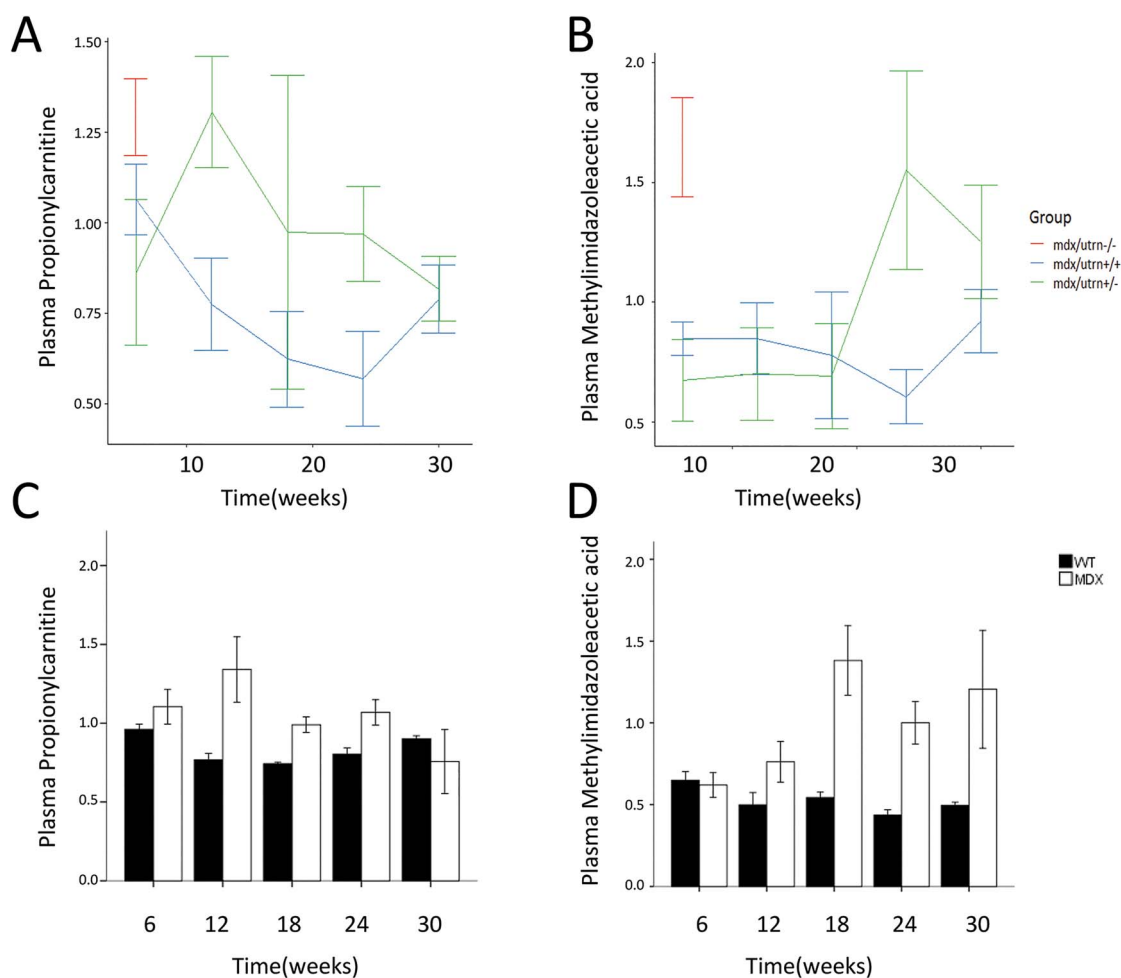 A
Plasma Propionylcarnitine
1.50
1.25
1.00
0.75
0.50
10
20
30
Time(weeks)
B
Plasma Methylimidazoleacetic acid
2.0
1.5
1.0
0.5
10
20
30
Time(weeks)
Group
mdx/utrn-/-
mdx/utrn+/+
mdx/utrn+/-
C
Plasma Propionylcarnitine
2.0
1.5
1.0
0.5
0.0
6
12
18
24
30
Time(weeks)
D
Plasma Methylimidazoleacetic acid
2.0
1.5
1.0
0.5
0.0
6
12
18
24
30
Time(weeks)
WT
MDX